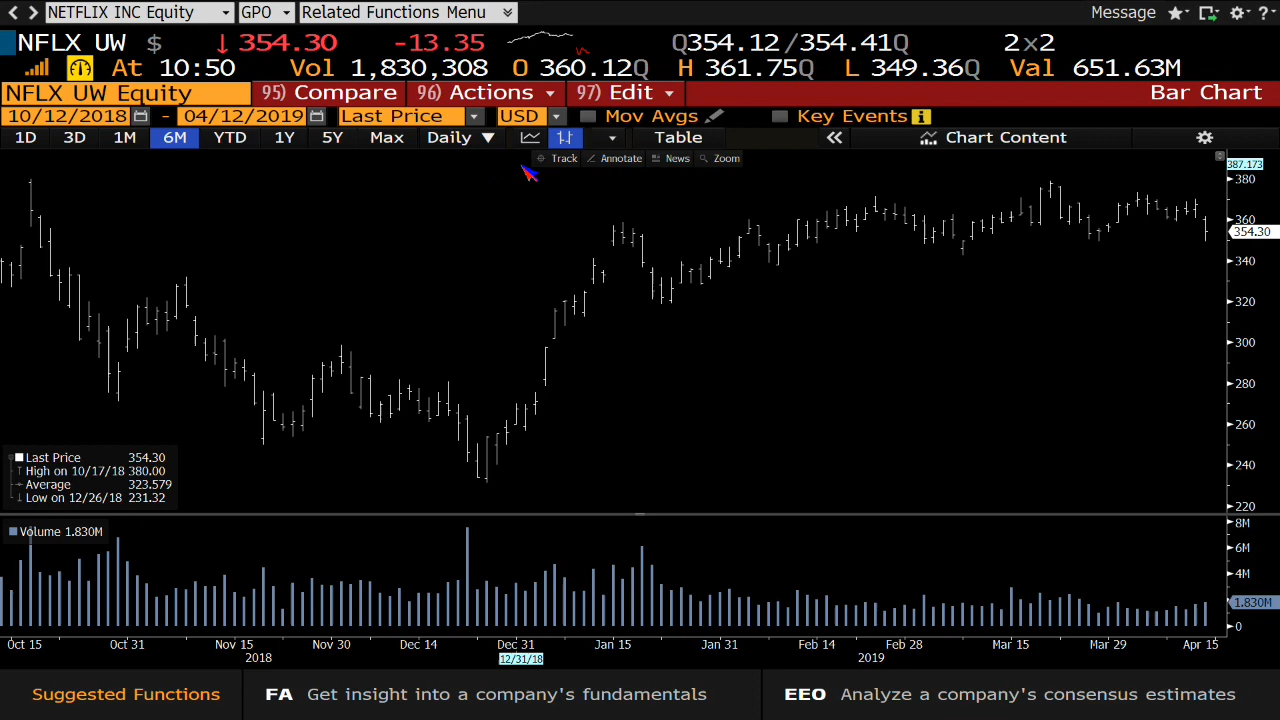 NETFLIX INC Equity GPO Related Functions Menu Message ?
NFLX UW $ ↓354.30 -13.35 Q354.12/354.41Q 2x2
At 10:50 Vol 1,830,308 O 360.12Q H 361.75Q L 349.36Q Val 651.63M
NFLX UW Equity 95) Compare 96) Actions 97) Edit Bar Chart
10/12/2018 - 04/12/2019 Last Price USD Mov Avgs Key Events i
1D 3D 1M 6M YTD 1Y 5Y Max Daily ▼ Table « Chart Content
Track Annotate News Zoom
387.173
380
360
354.30
340
320
300
280
260
240
220
Last Price 354.30
High on 10/17/18 380.00
Average 323.579
Low on 12/26/18 231.32
Volume 1.830M
8M
6M
4M
1.830M
0
Oct 15 Oct 31 Nov 15 Nov 30 Dec 14 Dec 31 Jan 15 Jan 31 Feb 14 Feb 28 Mar 15 Mar 29 Apr 15
2018 12/31/18 2019
Suggested Functions FA Get insight into a company's fundamentals EEO Analyze a company's consensus estimates